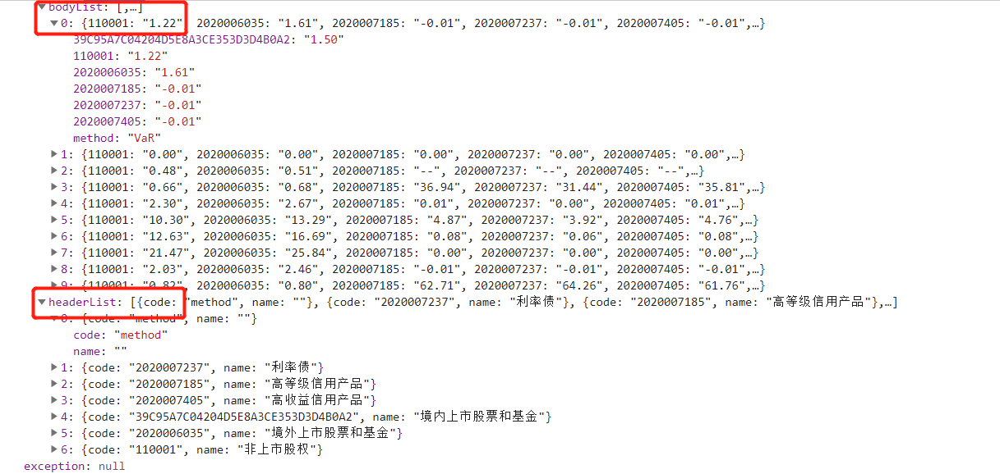 bodyList: [,…]
0: {110001: "1.22", 2020006035: "1.61", 2020007185: "-0.01", 2020007237: "-0.01", 2020007405: "-0.01",…}
39C95A7C04204D5E8A3CE353D3D4B0A2: "1.50"
110001: "1.22"
2020006035: "1.61"
2020007185: "-0.01"
2020007237: "-0.01"
2020007405: "-0.01"
method: "VaR"
1: {110001: "0.00", 2020006035: "0.00", 2020007185: "0.00", 2020007237: "0.00", 2020007405: "0.00",…}
2: {110001: "0.48", 2020006035: "0.51", 2020007185: "--", 2020007237: "--", 2020007405: "--",…}
3: {110001: "0.66", 2020006035: "0.68", 2020007185: "36.94", 2020007237: "31.44", 2020007405: "35.81",…}
4: {110001: "2.30", 2020006035: "2.67", 2020007185: "0.01", 2020007237: "0.00", 2020007405: "0.01",…}
5: {110001: "10.30", 2020006035: "13.29", 2020007185: "4.87", 2020007237: "3.92", 2020007405: "4.76",…}
6: {110001: "12.63", 2020006035: "16.69", 2020007185: "0.08", 2020007237: "0.06", 2020007405: "0.08",…}
7: {110001: "21.47", 2020006035: "25.84", 2020007185: "0.00", 2020007237: "0.00", 2020007405: "0.00",…}
8: {110001: "2.03", 2020006035: "2.46", 2020007185: "-0.01", 2020007237: "-0.01", 2020007405: "-0.01",…}
9: {110001: "0.82", 2020006035: "0.80", 2020007185: "62.71", 2020007237: "64.26", 2020007405: "61.76",…}
headerList: [{code: "method", name: ""}, {code: "2020007237", name: "利率债"}, {code: "2020007185", name: "高等级信用产品"},…]
0: {code: "method", name: ""}
code: "method"
name: ""
1: {code: "2020007237", name: "利率债"}
2: {code: "2020007185", name: "高等级信用产品"}
3: {code: "2020007405", name: "高收益信用产品"}
4: {code: "39C95A7C04204D5E8A3CE353D3D4B0A2", name: "境内上市股票和基金"}
5: {code: "2020006035", name: "境外上市股票和基金"}
6: {code: "110001", name: "非上市股权"}
exception: null